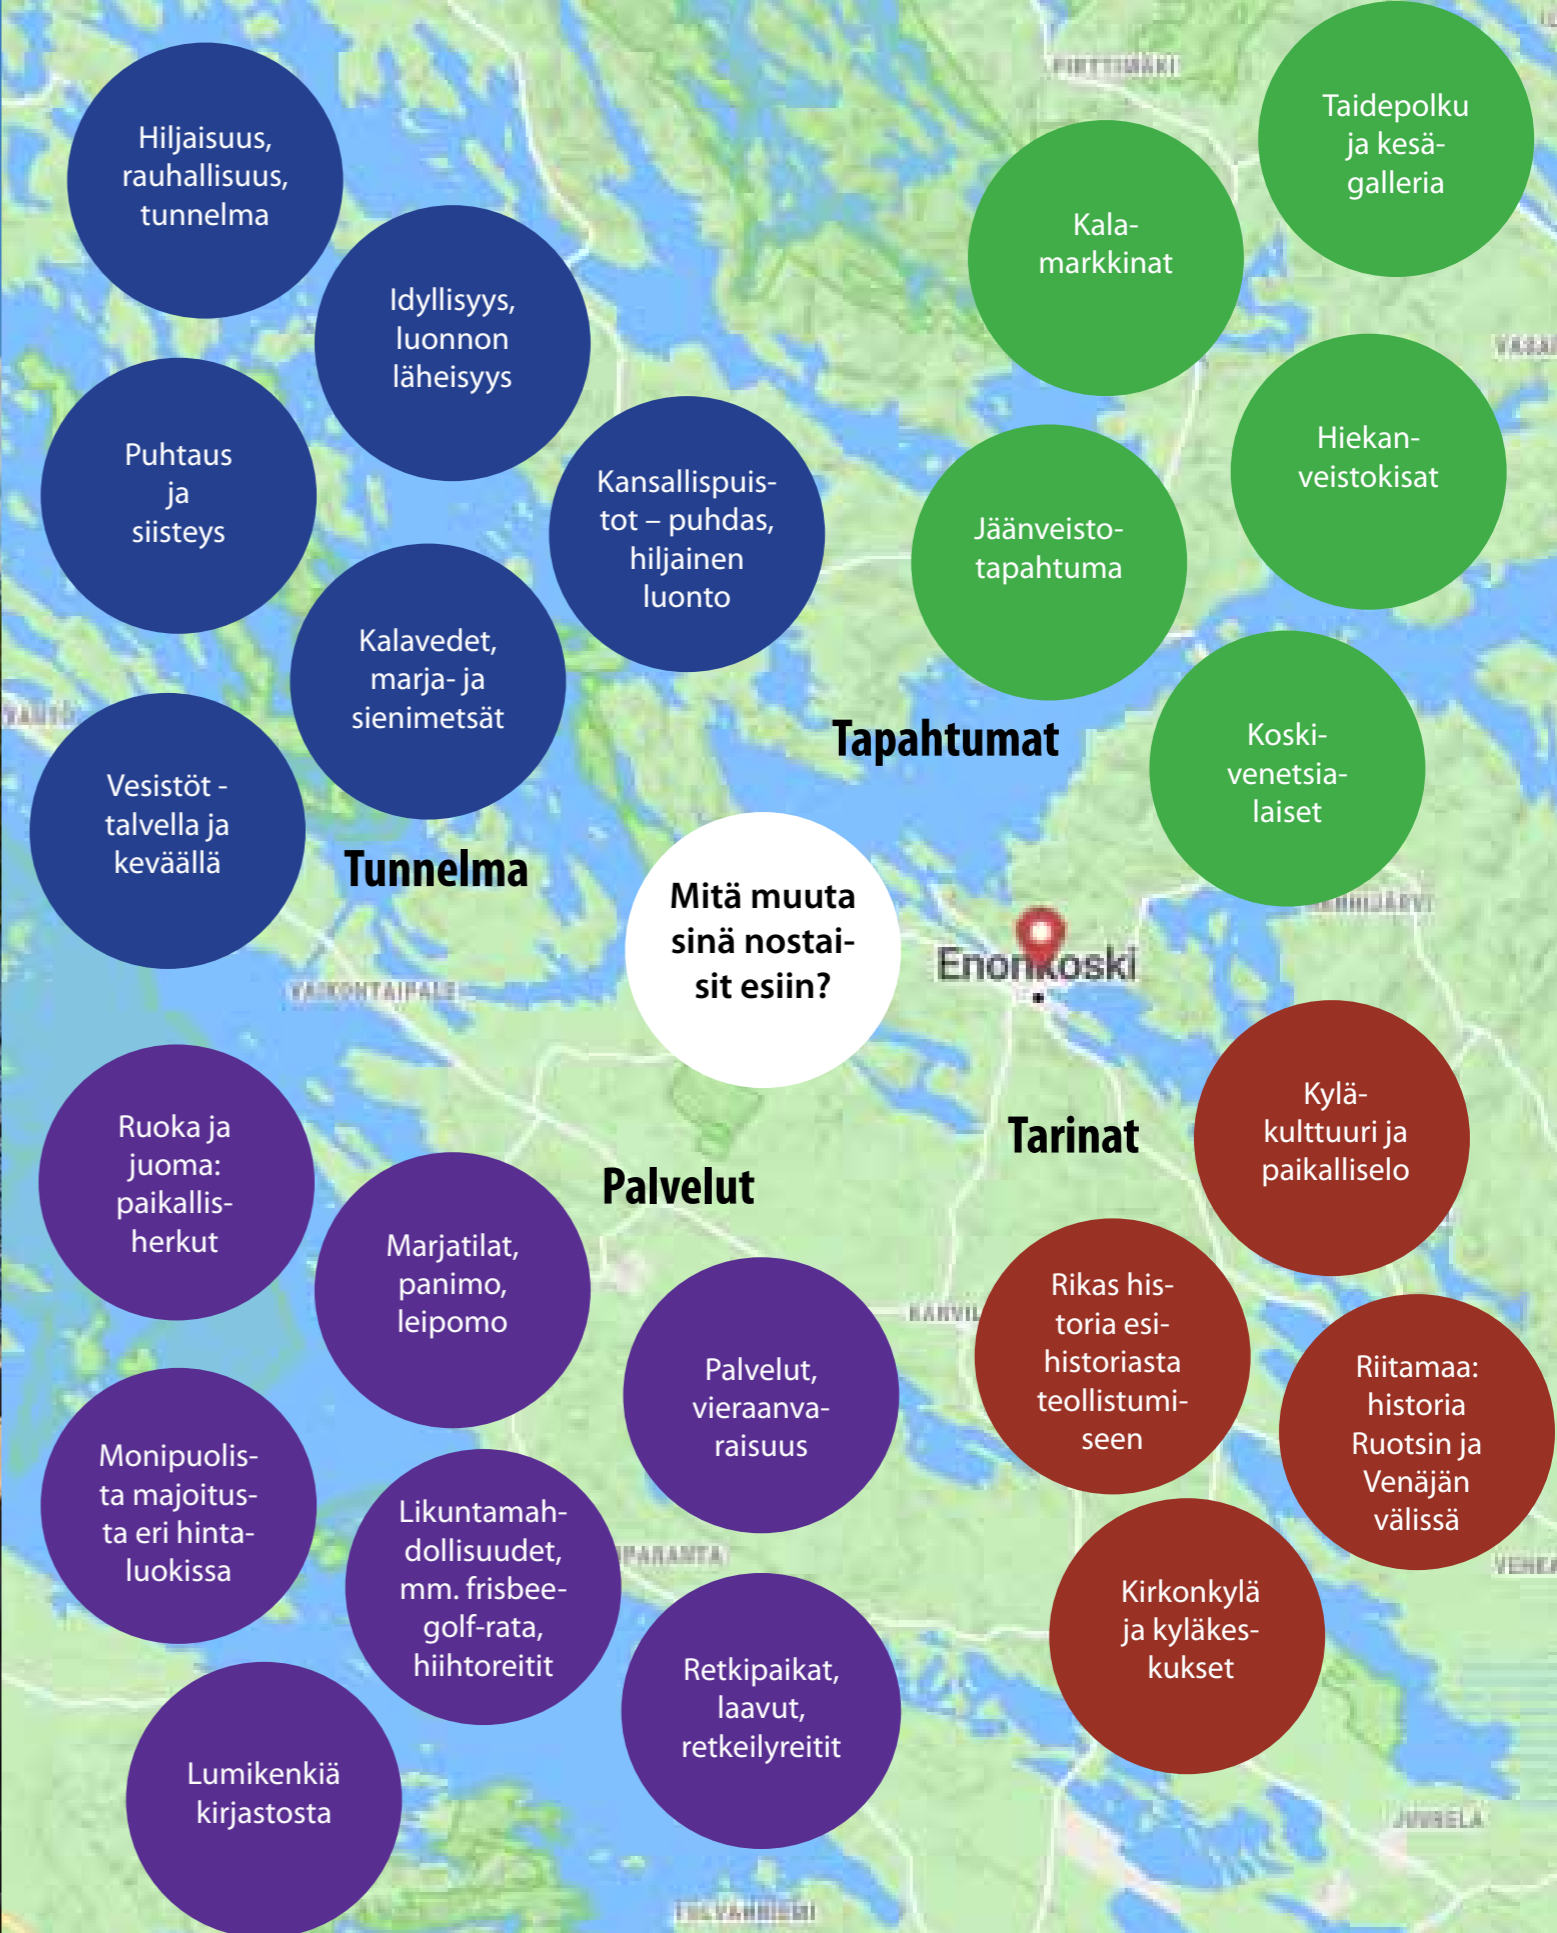 Hiljaisuus,
rauhallisuus,
tunnelma
Idyllisyys,
luonnon
läheisyys
Puhtaus
ja
siisteys
Kansallispuis-
tot – puhdas,
hiljainen
luonto
Kalavedet,
marja- ja
sienimetsät
Vesistöt -
talvella ja
keväällä
Tunnelma
Taidepolku
ja kesä-
galleria
Kala-
markkinat
Hiekan-
veistokisat
Jäänveisto-
tapahtuma
Koski-
venetsia-
laiset
Tapahtumat
Mitä muuta
sinä nostai-
sit esiin?
Enonkoski
VAIKONTAIPALE
Ruoka ja
juoma:
paikallis-
herkut
Marjatilat,
panimo,
leipomo
Palvelut
Palvelut,
vieraanva-
raisuus
Monipuolis-
ta majoitus-
ta eri hinta-
luokissa
Likuntamah-
dollisuudet,
mm. frisbee-
golf-rata,
hiihtoreitit
Retkipaikat,
laavut,
retkeilyreitit
Lumikenkiä
kirjastosta
Tarinat
Kylä-
kulttuuri ja
paikalliselo
Rikas his-
toria esi-
historiasta
teollistumi-
seen
Riitamaa:
historia
Ruotsin ja
Venäjän
välissä
Kirkonkylä
ja kyläkes-
kukset